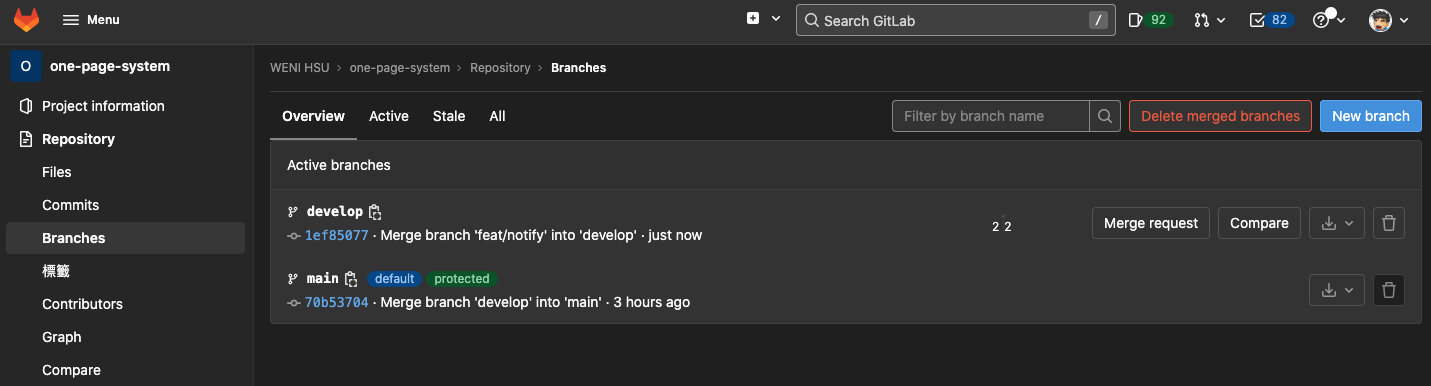 Menu
Search GitLab
/
92
82
O
one-page-system
Project information
Repository
Files
Commits
Branches
標籤
Contributors
Graph
Compare
WENI HSU › one-page-system › Repository › Branches
Overview Active Stale All
Filter by branch name
Delete merged branches
New branch
Active branches
develop
1ef85077 · Merge branch 'feat/notify' into 'develop' · just now
2 2
Merge request
Compare
main default protected
70b53704 · Merge branch 'develop' into 'main' · 3 hours ago